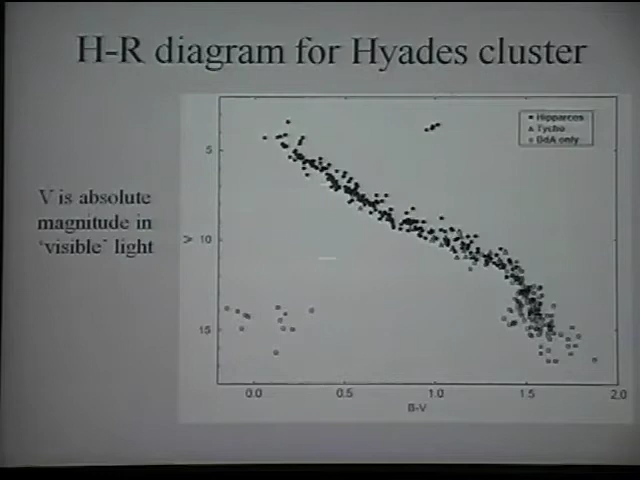 H-R diagram for Hyades cluster
Hipparcos
Tycho
BdA only
V is absolute
magnitude in
'visible' light
5
V
10
15
0.0 0.5 1.0 1.5 2.0
B-V